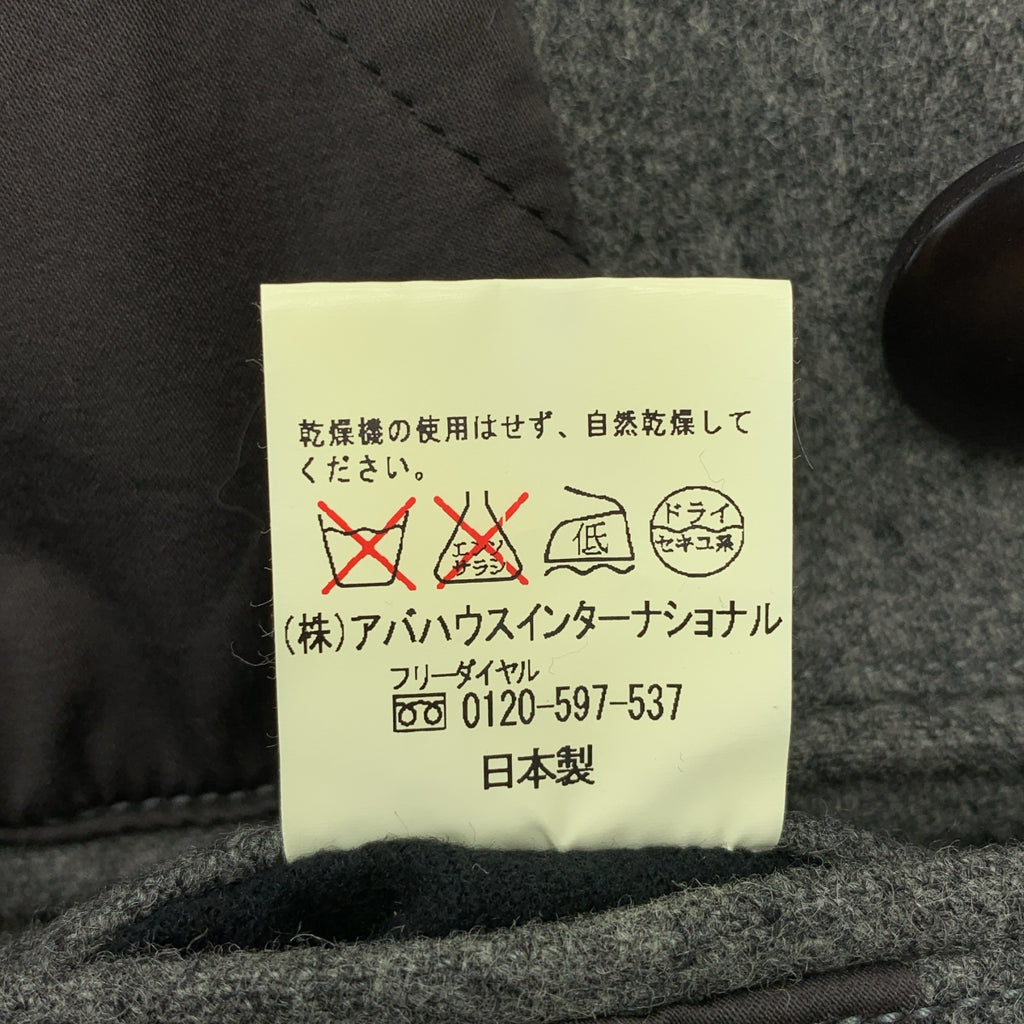 乾燥機の使用はせず、自然乾燥して
ください。
エンソ
サラシ
低
ドライ
セキユ系
(株)アバハウスインターナショナル
フリーダイヤル
0120-597-537
日本製